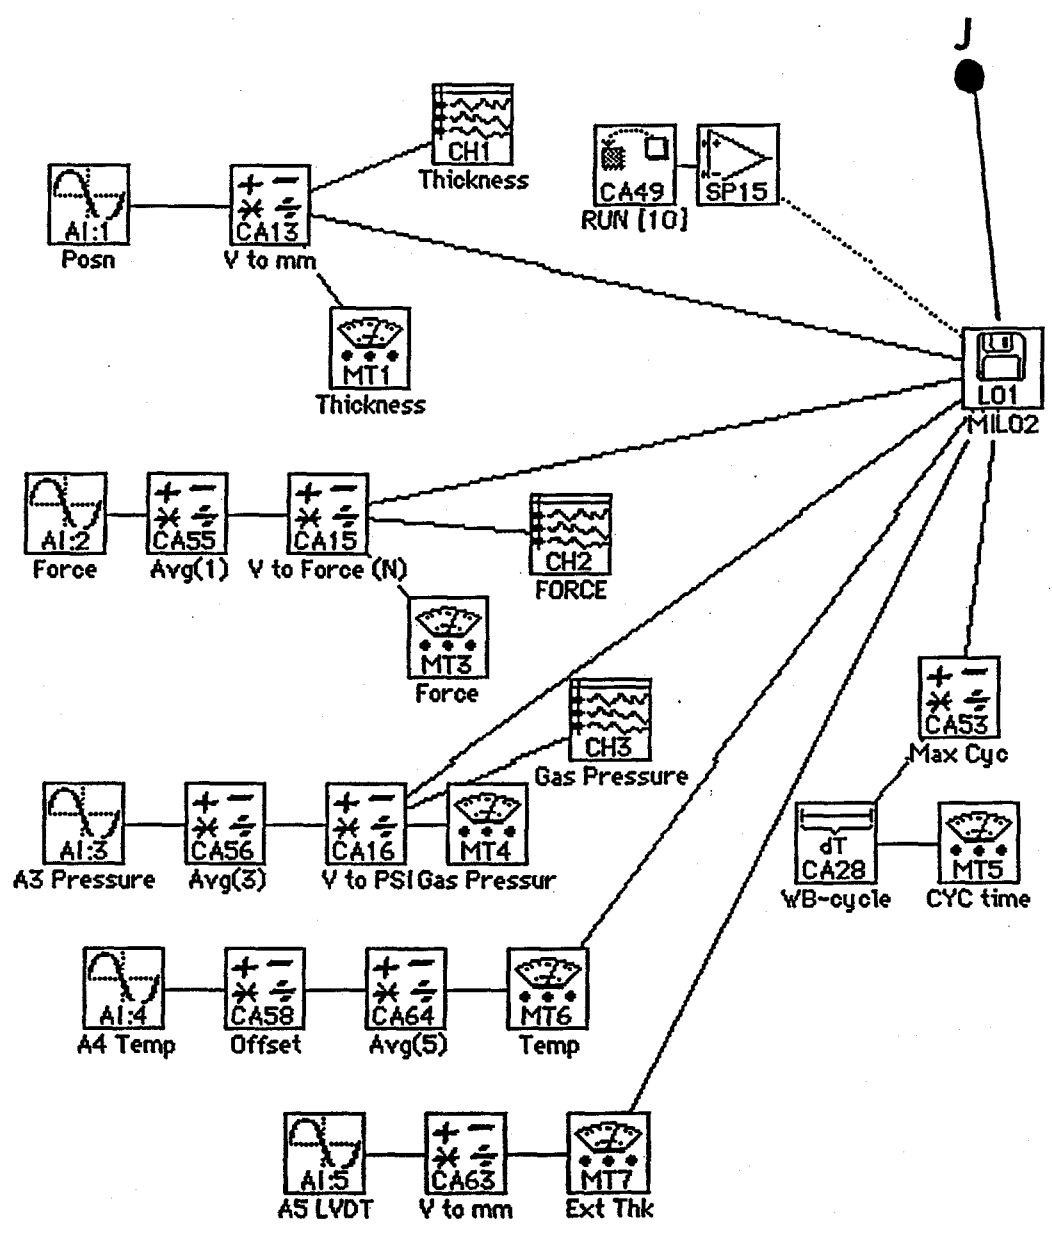 J
CH1
Thickness
CA49
RUN [10]
SP15
AI:1
Posn
CA13
V to mm
MT1
Thickness
LO1
MILO2
AI:2
Force
CA55
Avg(1)
CA15
V to Force (N)
CH2
FORCE
MT3
Force
CA53
Max Cyc
CH3
Gas Pressure
AI:3
A3 Pressure
CA56
Avg(3)
CA16
V to PSI
MT4
Gas Pressur
dT
CA28
WB-cycle
MT5
CYC time
AI:4
A4 Temp
CA58
Offset
CA64
Avg(5)
MT6
Temp
AI:5
A5 LVDT
CA63
V to mm
MT7
Ext Thk